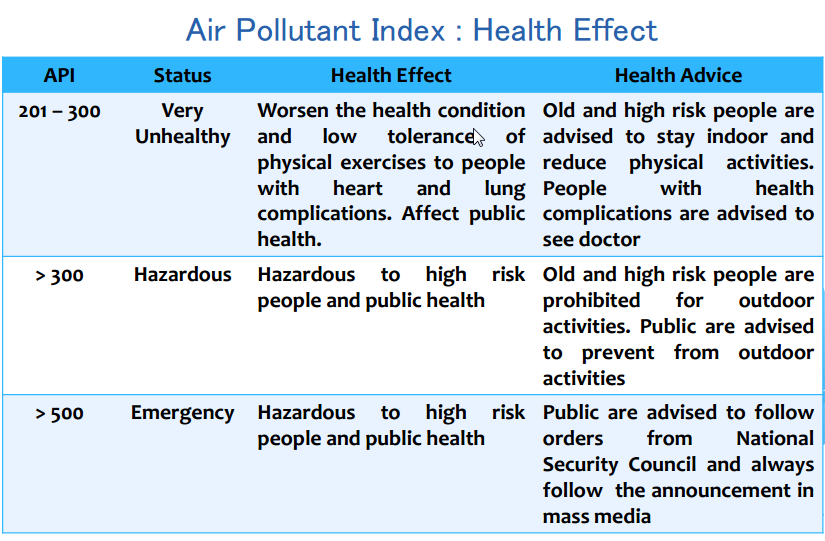 Air Pollutant Index : Health Effect
API Status Health Effect Health Advice
201 – 300
Very
Unhealthy
Worsen the health condition
and low tolerance of
physical exercises to people
with heart and lung
complications. Affect public
health.
Old and high risk people are
advised to stay indoor and
reduce physical activities.
People with health
complications are advised to
see doctor
> 300
Hazardous
Hazardous to high risk
people and public health
Old and high risk people are
prohibited for outdoor
activities. Public are advised
to prevent from outdoor
activities
> 500
Emergency
Hazardous to high risk
people and public health
Public are advised to follow
orders from National
Security Council and always
follow the announcement in
mass media